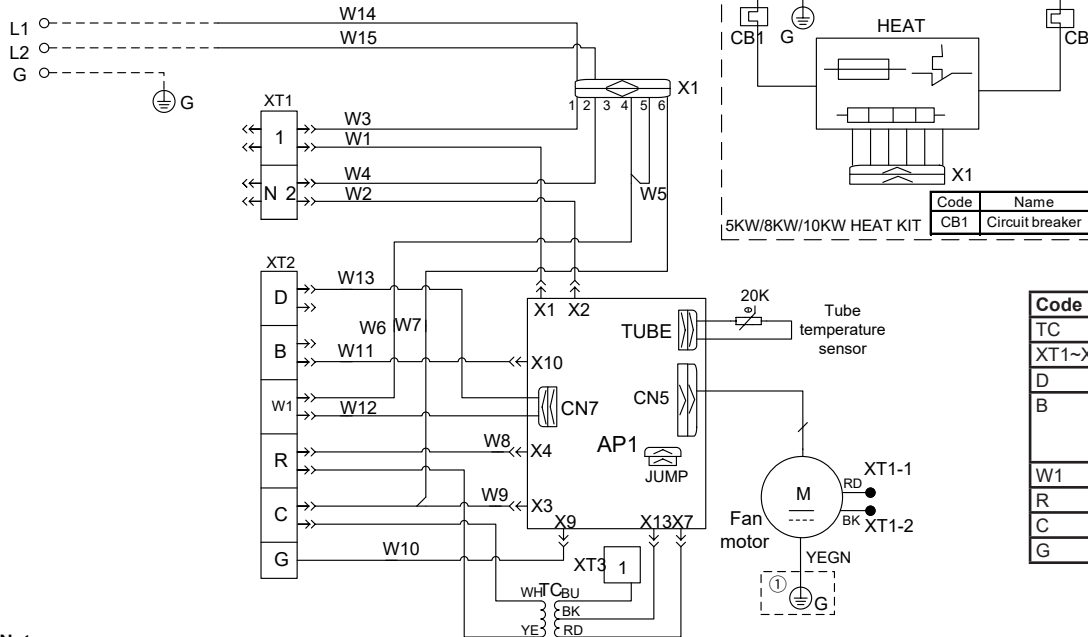 L1
W14
L2
W15
G
G
X1
1 2 3 4 5 6
XT1
1
W3
W1
N 2
W4
W2
W5
XT2
D
W13
B
W6 W7
W11
W1
W12
R
W8
C
W9
G
W10
X1 X2
X10
CN7
X4
X3
X9
X13 X7
TUBE
CN5
AP1
JUMP
20K
θ
Tube
temperature
sensor
XT3
1
WH TC BU
BK
YE RD
M
Fan
motor
RD XT1-1
BK XT1-2
YEGN
①
G
CB1 G
HEAT
CB
X1
5KW/8KW/10KW HEAT KIT
Code Name
CB1 Circuit breaker
Code
TC
D
B
W1
R
C
G